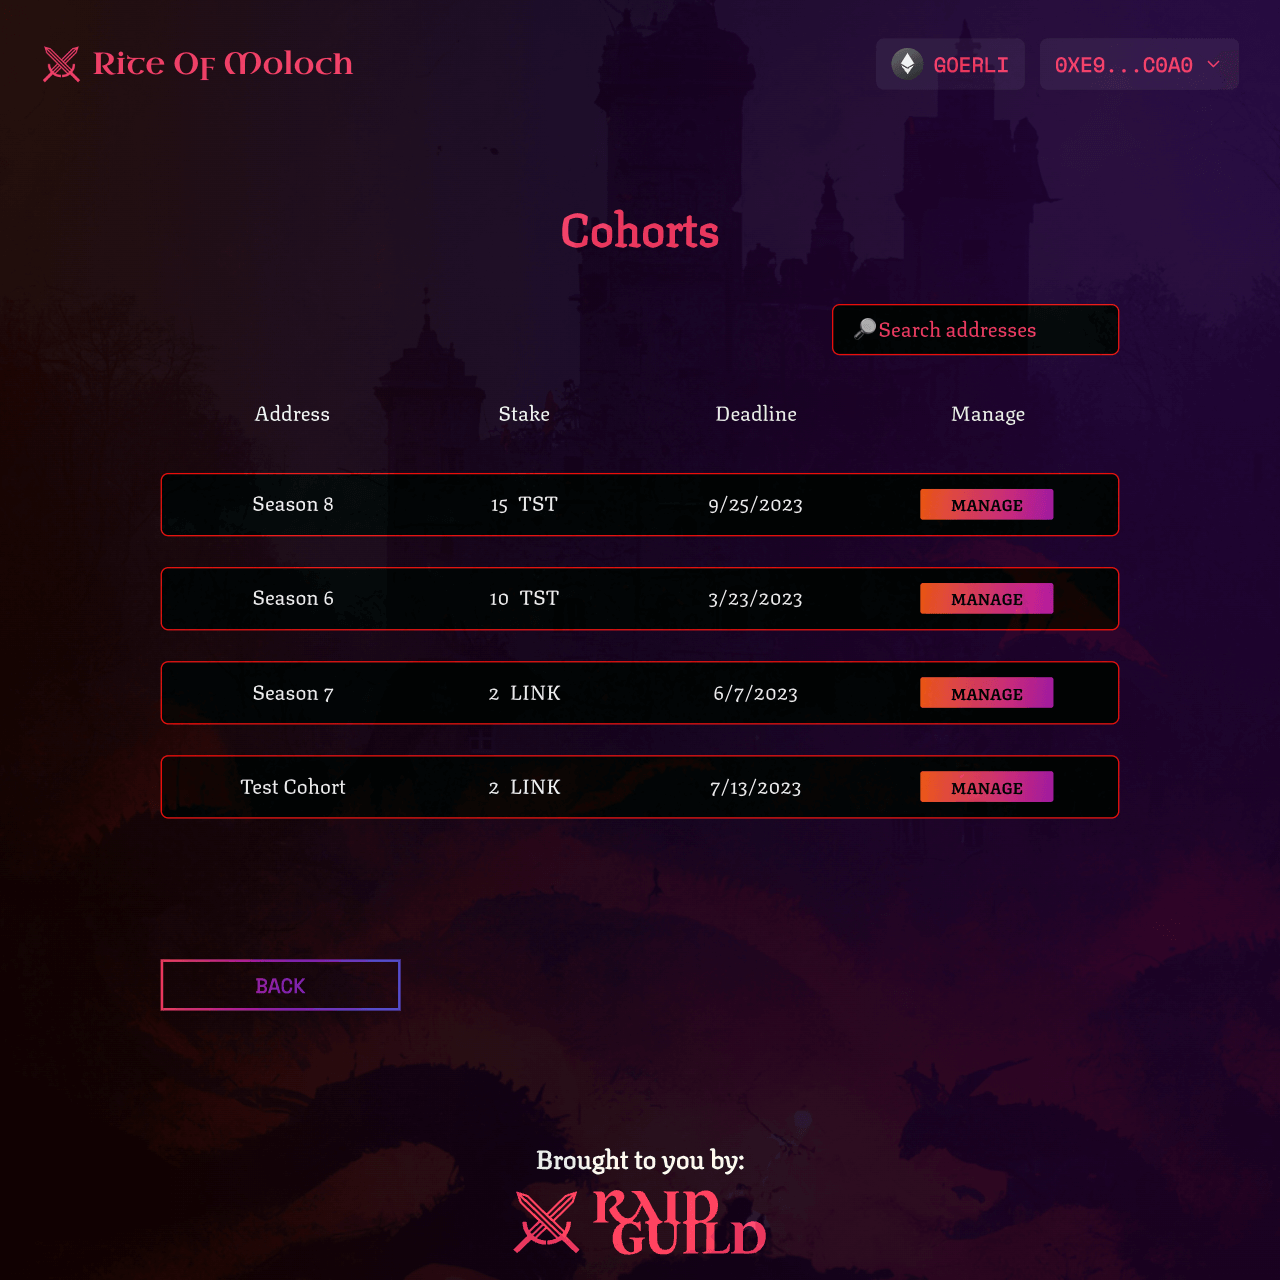 Rite Of Moloch
GOERLI
0XE9...C0A0
Cohorts
Search addresses
Address Stake Deadline Manage
Season 8 15 TST 9/25/2023 MANAGE
Season 6 10 TST 3/23/2023 MANAGE
Season 7 2 LINK 6/7/2023 MANAGE
Test Cohort 2 LINK 7/13/2023 MANAGE
BACK
Brought to you by:
RAID
GUILD